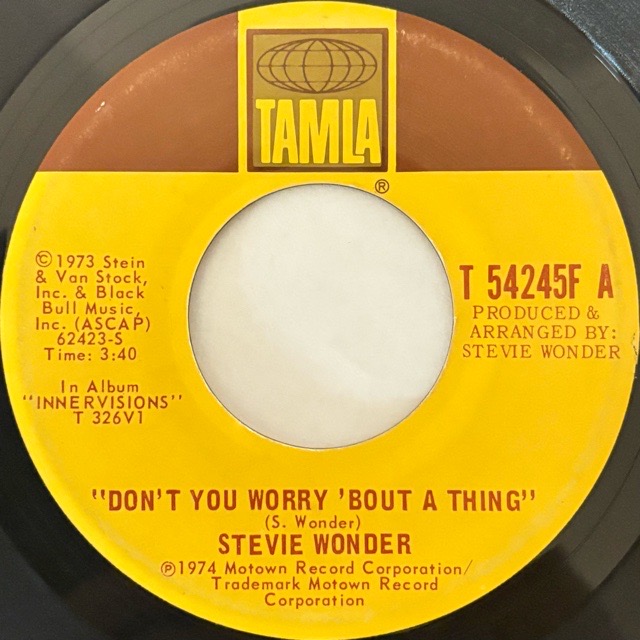 TAMLA
®
Ⓒ1973 Stein
& Van Stock,
Inc. & Black
Bull Music,
Inc. (ASCAP)
62423-S
Time: 3:40
In Album
"INNERVISIONS"
T 326V1
T 54245F A
PRODUCED &
ARRANGED BY:
STEVIE WONDER
"DON'T YOU WORRY 'BOUT A THING"
(S. Wonder)
STEVIE WONDER
℗1974 Motown Record Corporation/
Trademark Motown Record
Corporation